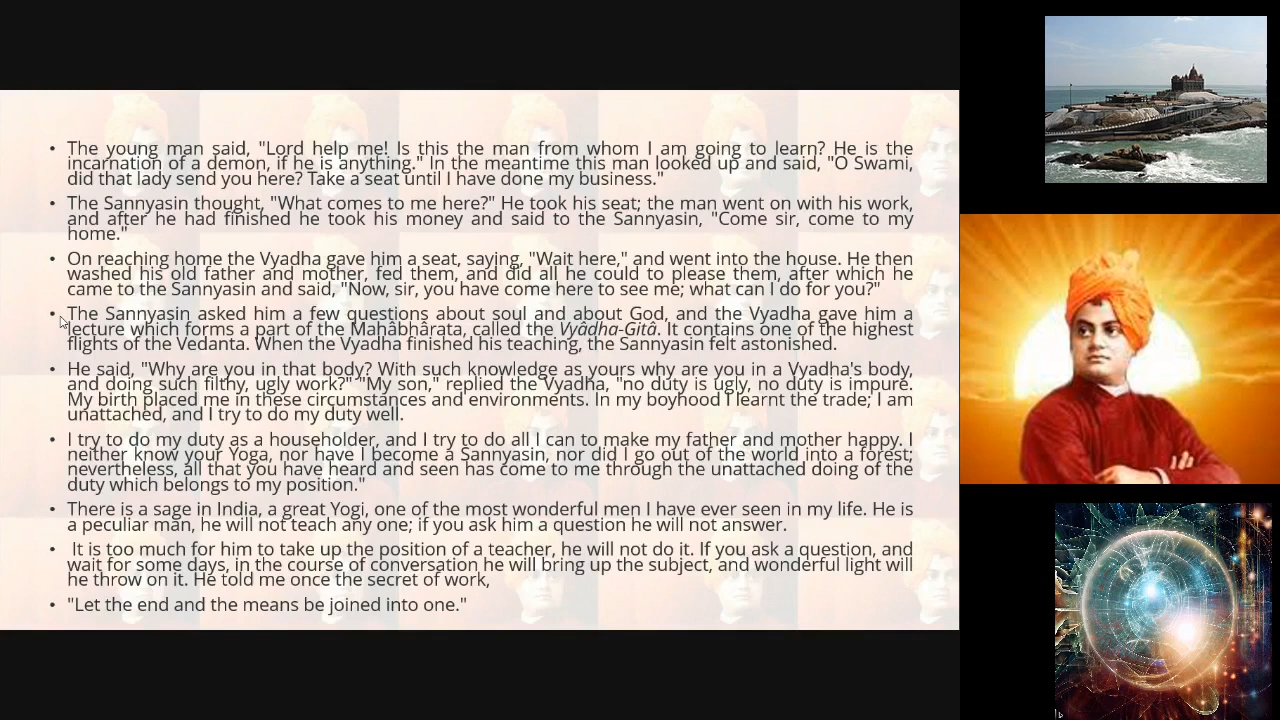 • The young man said, "Lord help me! Is this the man from whom I am going to learn? He is the
incarnation of a demon, if he is anything." In the meantime this man looked up and said, "O Swami,
did that lady send you here? Take a seat until I have done my business."
• The Sannyasin thought, "What comes to me here?" He took his seat; the man went on with his work,
and after he had finished he took his money and said to the Sannyasin, "Come sir, come to my
home."
• On reaching home the Vyadha gave him a seat, saying, "Wait here," and went into the house. He then
washed his old father and mother, fed them, and did all he could to please them, after which he
came to the Sannyasin and said, "Now, sir, you have come here to see me; what can I do for you?"
• The Sannyasin asked him a few questions about soul and about God, and the Vyadha gave him a
lecture which forms a part of the Mahâbhârata, called the Vyâdha-Gitâ. It contains one of the highest
flights of the Vedanta. When the Vyadha finished his teaching, the Sannyasin felt astonished.
• He said, "Why are you in that body? With such knowledge as yours why are you in a Vyadha's body,
and doing such filthy, ugly work?" "My son," replied the Vyadha, "no duty is ugly, no duty is impure.
My birth placed me in these circumstances and environments. In my boyhood I learnt the trade; I am
unattached, and I try to do my duty well.
• I try to do my duty as a householder, and I try to do all I can to make my father and mother happy. I
neither know your Yoga, nor have I become a Sannyasin, nor did I go out of the world into a forest;
nevertheless, all that you have heard and seen has come to me through the unattached doing of the
duty which belongs to my position."
• There is a sage in India, a great Yogi, one of the most wonderful men I have ever seen in my life. He is
a peculiar man, he will not teach any one; if you ask him a question he will not answer.
• It is too much for him to take up the position of a teacher, he will not do it. If you ask a question, and
wait for some days, in the course of conversation he will bring up the subject, and wonderful light will
he throw on it. He told me once the secret of work,
• "Let the end and the means be joined into one."